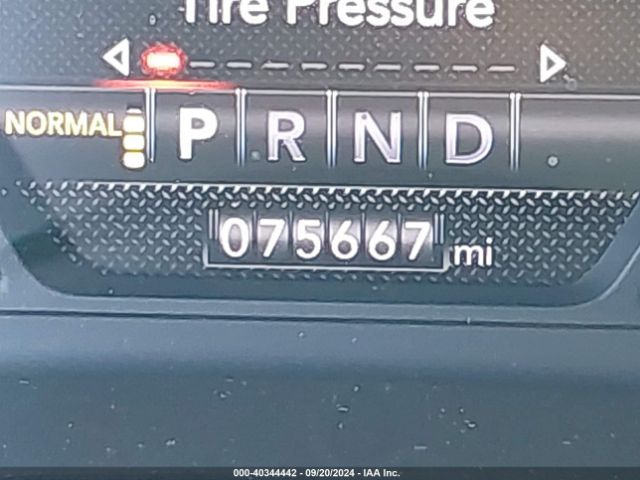 Tire Pressure
NORMAL P R N D
075667 mi
000-40344442 - 09/20/2024 - IAA Inc.